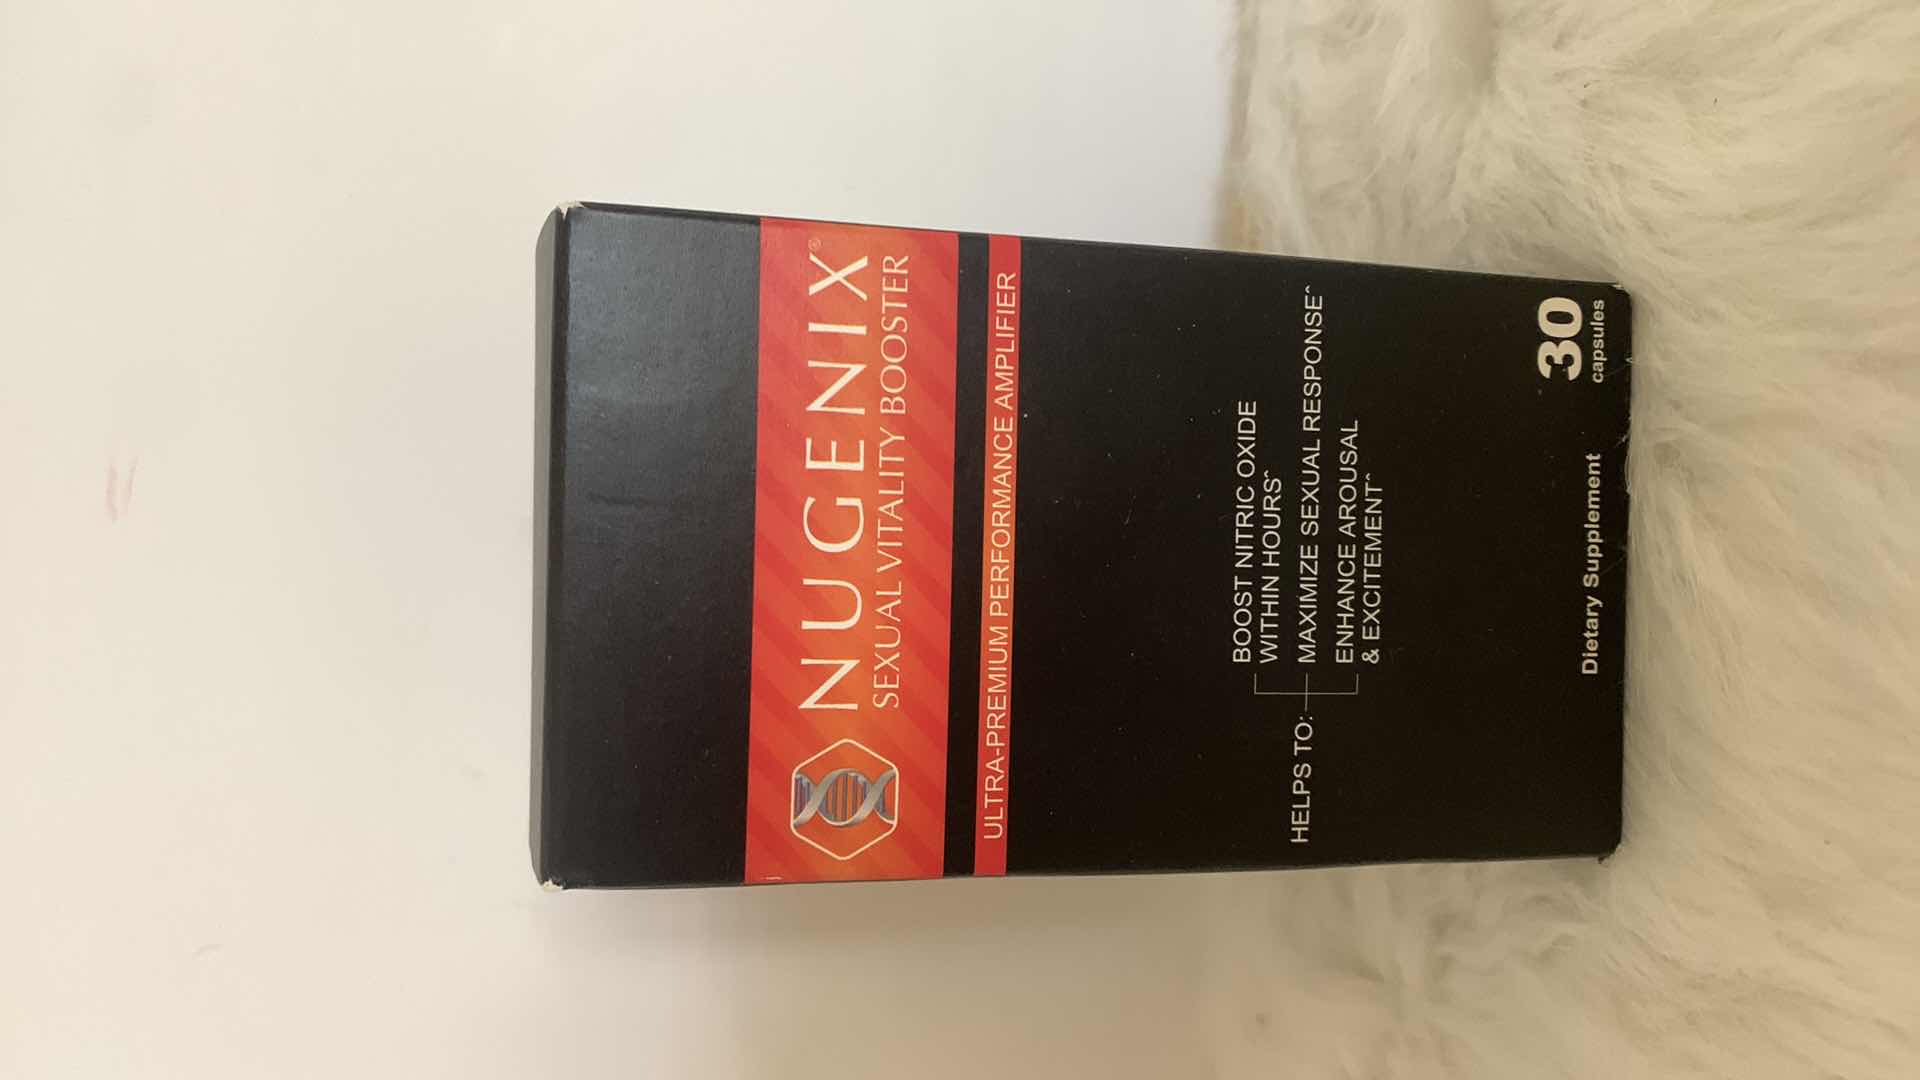 NUGENIX®
SEXUAL VITALITY BOOSTER
ULTRA-PREMIUM PERFORMANCE AMPLIFIER
HELPS TO:
BOOST NITRIC OXIDE
WITHIN HOURS^
MAXIMIZE SEXUAL RESPONSE^
ENHANCE AROUSAL
& EXCITEMENT^
Dietary Supplement
30
capsules